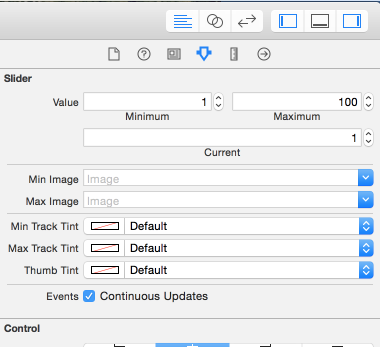 Slider
Value 1 100
Minimum Maximum
1
Current
Min Image Image
Max Image Image
Min Track Tint Default
Max Track Tint Default
Thumb Tint Default
Events Continuous Updates
Control